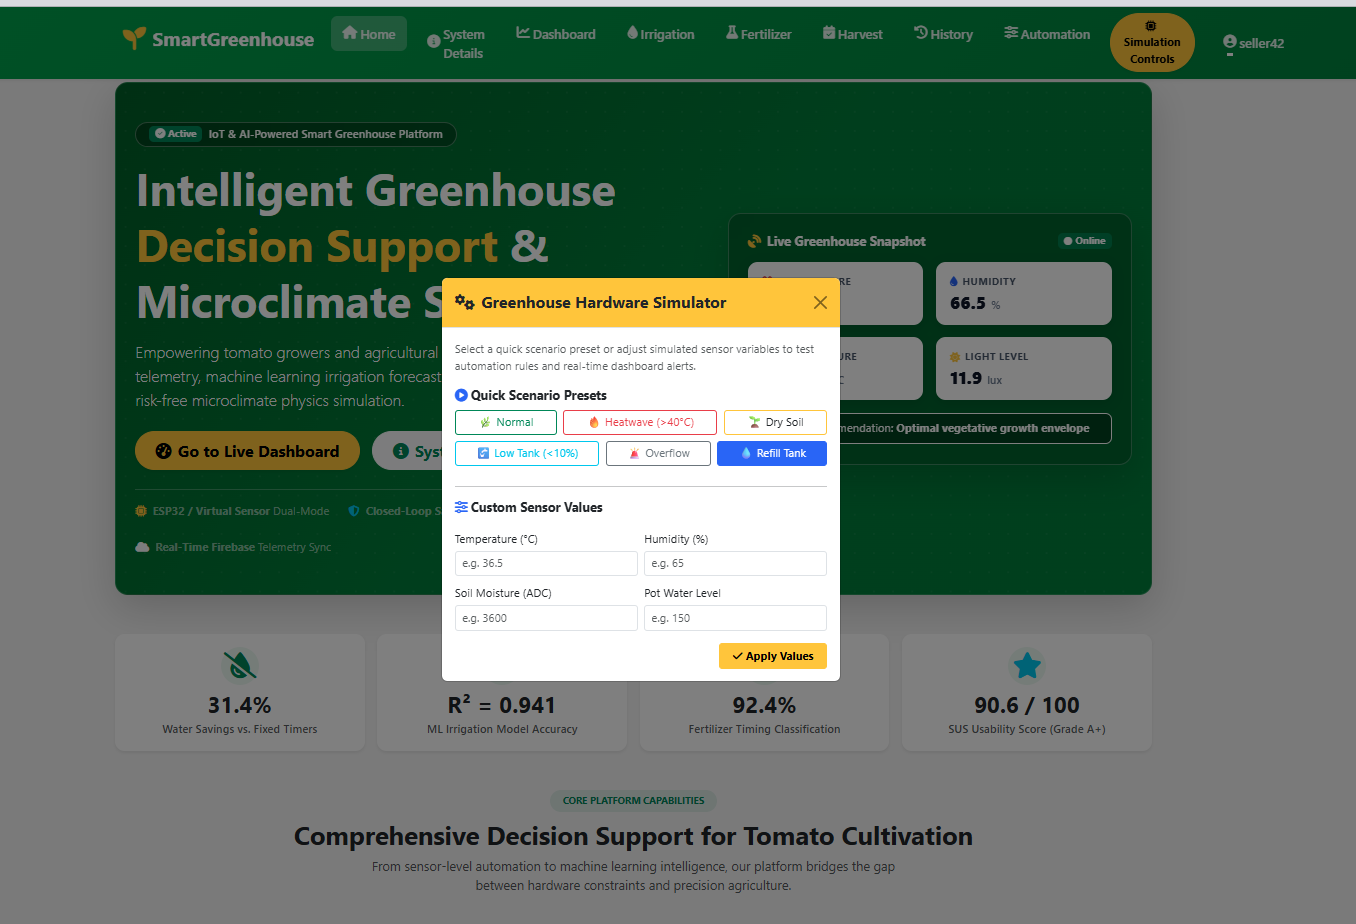 SmartGreenhouse
Home
System Details
Dashboard
Irrigation
Fertilizer
Harvest
History
Automation
Simulation Controls
seller42
Active IoT & AI-Powered Smart Greenhouse Platform
Intelligent Greenhouse
Decision Support &
Microclimate S
Empowering tomato growers and agricultural
telemetry, machine learning irrigation forecast
risk-free microclimate physics simulation.
Go to Live Dashboard
Sys
ESP32 / Virtual Sensor Dual-Mode
Closed-Loop S
Real-Time Firebase Telemetry Sync
Live Greenhouse Snapshot
Online
RE
HUMIDITY
66.5 %
URE
C
LIGHT LEVEL
11.9 lux
mendation: Optimal vegetative growth envelope
Greenhouse Hardware Simulator
Select a quick scenario preset or adjust simulated sensor variables to test
automation rules and real-time dashboard alerts.
Quick Scenario Presets
Normal
Heatwave (>40°C)
Dry Soil
Low Tank (<10%)
Overflow
Refill Tank
Custom Sensor Values
Temperature (°C)
Humidity (%)
e.g. 36.5
e.g. 65
Soil Moisture (ADC)
Pot Water Level
e.g. 3600
e.g. 150
Apply Values
31.4%
Water Savings vs. Fixed Timers
R² = 0.941
ML Irrigation Model Accuracy
92.4%
Fertilizer Timing Classification
90.6 / 100
SUS Usability Score (Grade A+)
CORE PLATFORM CAPABILITIES
Comprehensive Decision Support for Tomato Cultivation
From sensor-level automation to machine learning intelligence, our platform bridges the gap
between hardware constraints and precision agriculture.